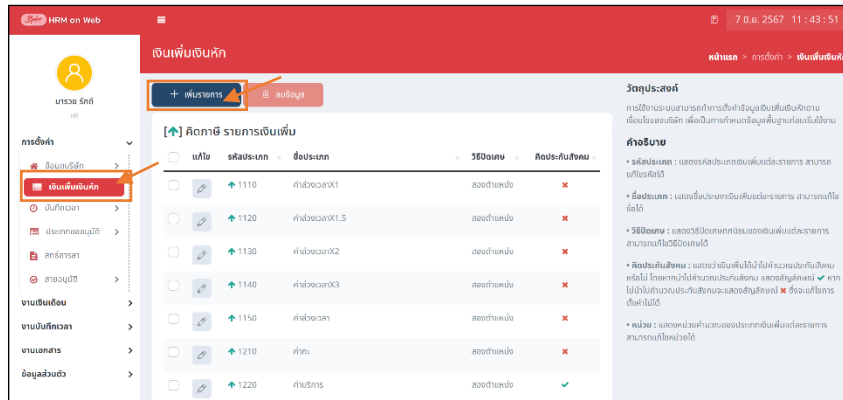 HRM on Web
7 มิ.ย. 2567 11:43:51
เงินเพิ่มเงินหัก
หน้าแรก > การตั้งค่า > เงินเพิ่มเงินหัก
มารวย รักดี
HR
การตั้งค่า
ข้อมูลบริษัท
เงินเพิ่มเงินหัก
บันทึกเวลา
ประเภทขออนุมัติ
สิทธิ์การลา
สายอนุมัติ
งานเงินเดือน
งานบันทึกเวลา
งานเอกสาร
ข้อมูลส่วนตัว
+ เพิ่มรายการ
ลบข้อมูล
[↑] คิดภาษี รายการเงินเพิ่ม
แก้ไข รหัสประเภท ชื่อประเภท วิธีปัดเศษ คิดประกันสังคม
1110 ค่าล่วงเวลาX1 สองตำแหน่ง ✖
1120 ค่าล่วงเวลาX1.5 สองตำแหน่ง ✖
1130 ค่าล่วงเวลาX2 สองตำแหน่ง ✖
1140 ค่าล่วงเวลาX3 สองตำแหน่ง ✖
1150 ค่าล่วงเวลา สองตำแหน่ง ✖
1210 ค่ากะ สองตำแหน่ง ✖
1220 ค่าบริการ สองตำแหน่ง ✔
วัตถุประสงค์
การใช้งานระบบสามารถทำการตั้งค่าข้อมูลเงินเพิ่มเงินหักตาม
เงื่อนไขของบริษัท เพื่อเป็นการกำหนดข้อมูลพื้นฐานก่อนเริ่มใช้งาน
คำอธิบาย
• รหัสประเภท : แสดงรหัสประเภทเงินเพิ่มแต่ละรายการ สามารถ
แก้ไขรหัสได้
• ชื่อประเภท : แสดงชื่อประเภทเงินเพิ่มแต่ละรายการ สามารถแก้ไข
ชื่อได้
• วิธีปัดเศษ : แสดงวิธีปัดเศษทศนิยมของเงินเพิ่มแต่ละรายการ
สามารถแก้ไขวิธีปัดเศษได้
• คิดประกันสังคม : แสดงว่าเงินเพิ่มได้นำไปคำนวณประกันสังคม
หรือไม่ โดยหากนำไปคำนวณประกันสังคม แสดงสัญลักษณ์ ✔ หาก
ไม่นำไปคำนวณประกันสังคมจะแสดงสัญลักษณ์ ✖ ซึ่งจะแก้ไขการ
ตั้งค่าไม่ได้
• หน่วย : แสดงหน่วยคำนวณของประเภทเงินเพิ่มแต่ละรายการ
สามารถแก้ไขหน่วยได้